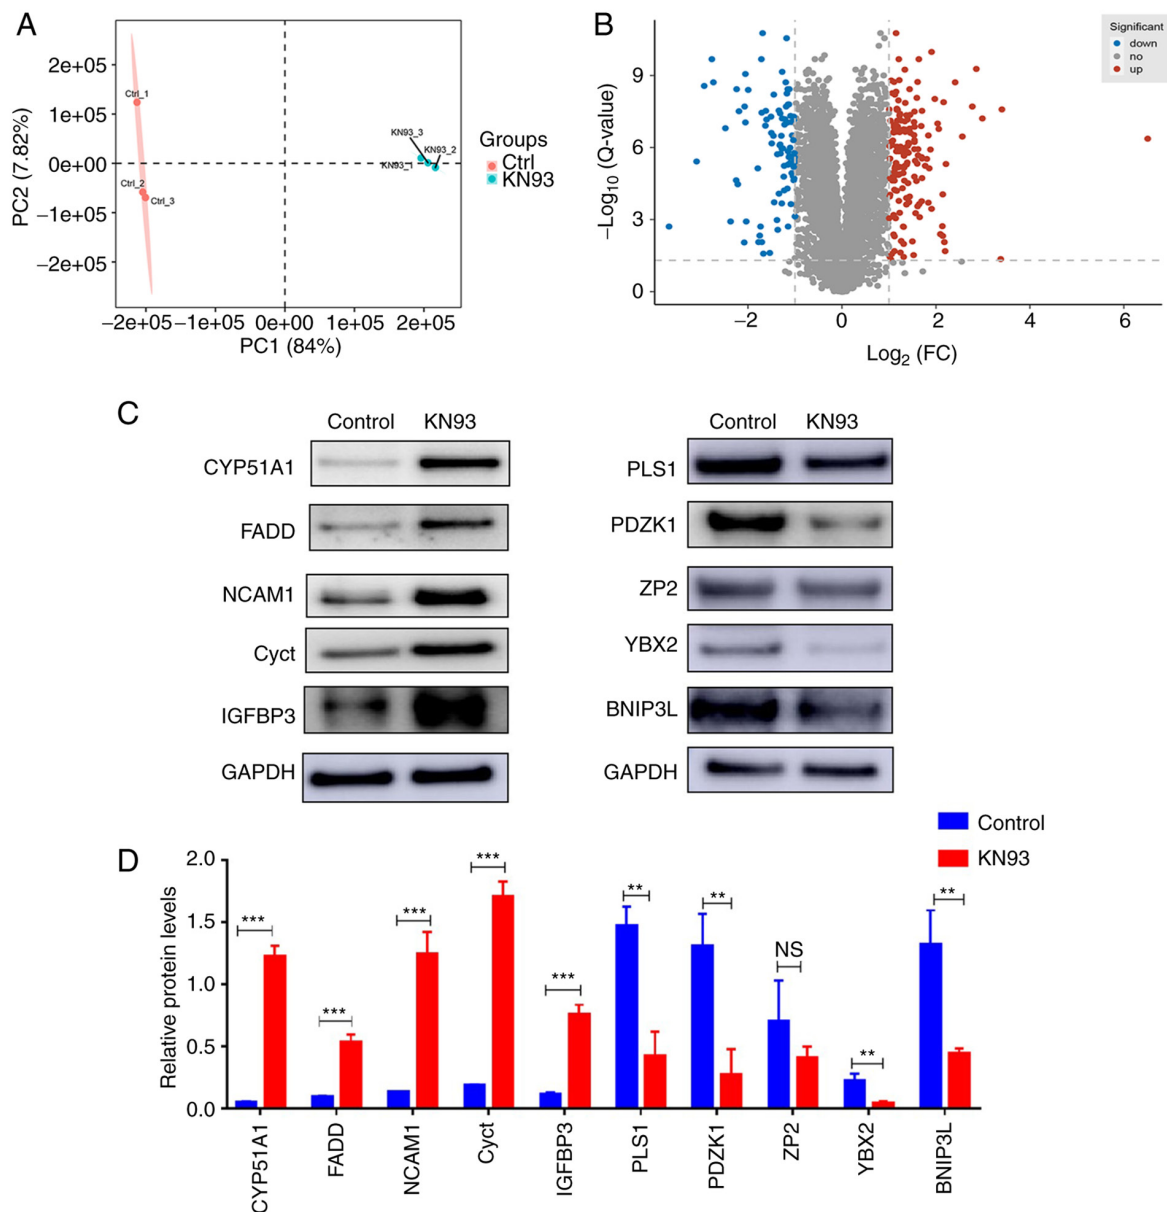 A
PC2 (7.82%)
2e+05
1e+05
0e+00
−1e+05
−2e+05
Ctrl_1
Ctrl_2
Ctrl_3
KN93_3
KN93_2
KN93_1
Groups
Ctrl
KN93
−2e+05 −1e+05 0e+00 1e+05 2e+05
PC1 (84%)
B
−Log10 (Q-value)
9
6
3
0
−2 0 2 4 6
Log2 (FC)
Significant
down
no
up
C
Control KN93
CYP51A1
FADD
NCAM1
Cyct
IGFBP3
GAPDH
Control KN93
PLS1
PDZK1
ZP2
YBX2
BNIP3L
GAPDH
D
Control
KN93
Relative protein levels
2.0
1.5
1.0
0.5
0.0
***
***
***
***
***
**
**
NS
**
**
CYP51A1
FADD
NCAM1
Cyct
IGFBP3
PLS1
PDZK1
ZP2
YBX2
BNIP3L